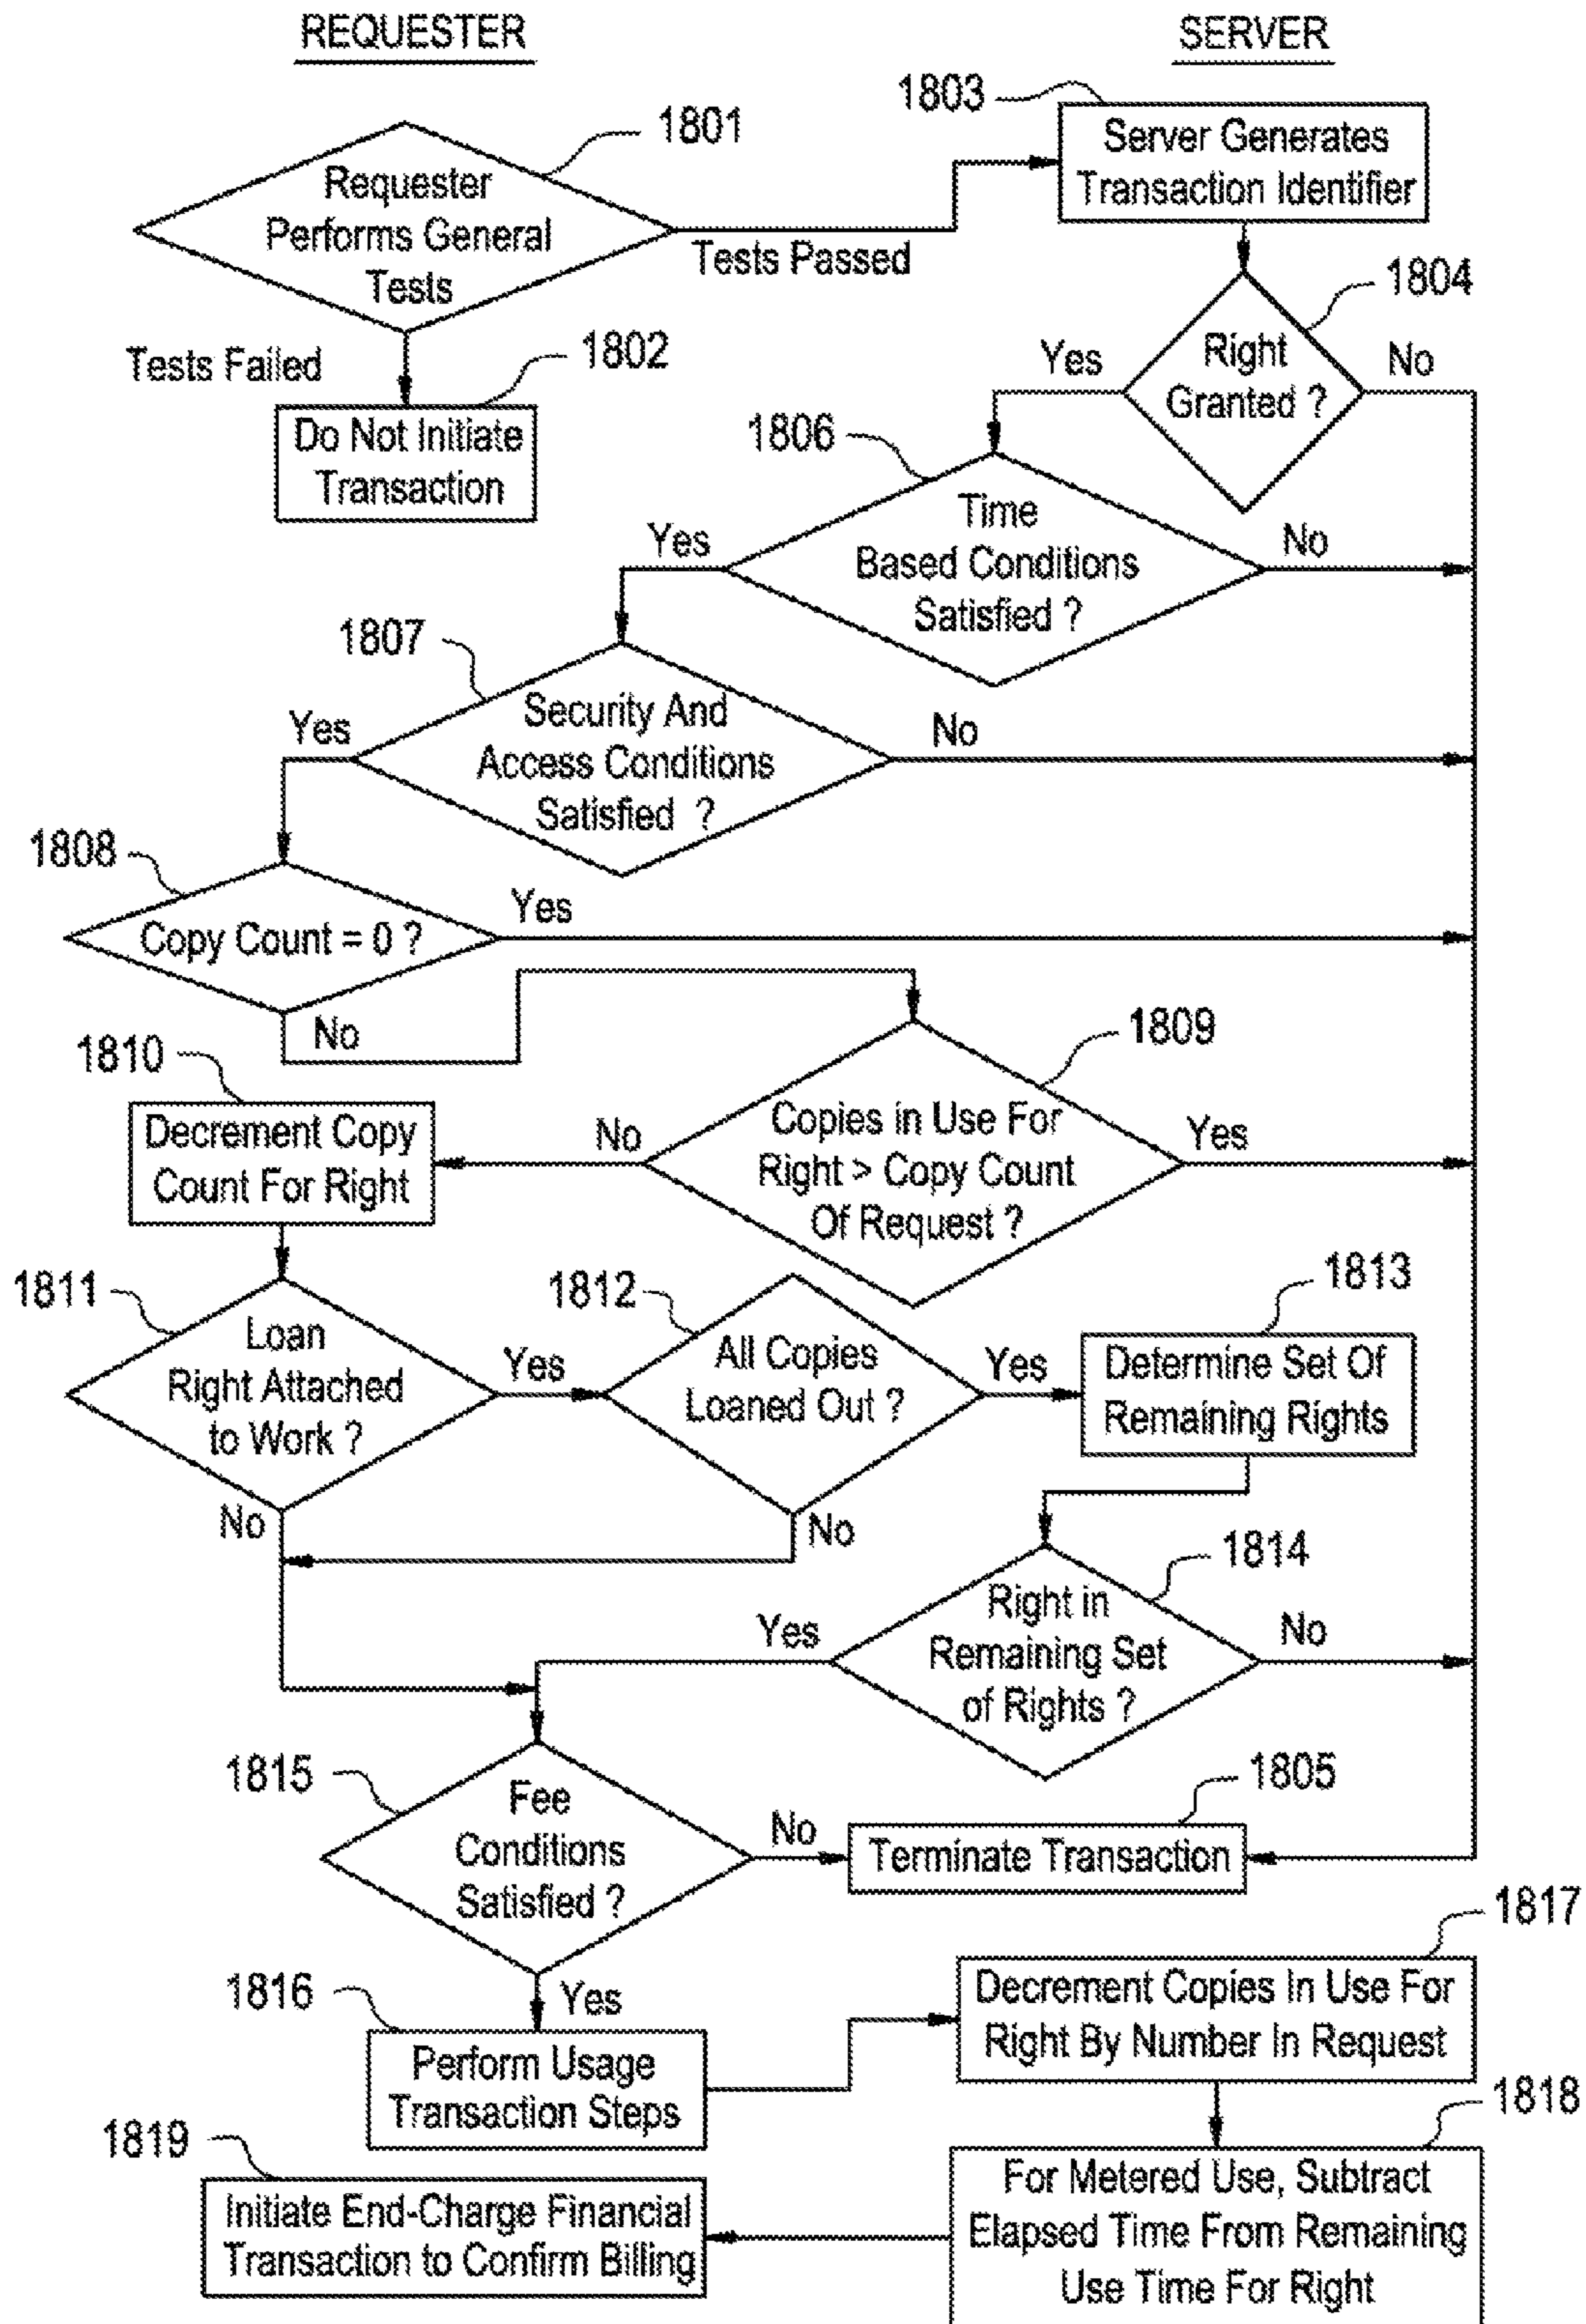 REQUESTER
SERVER
1803
Server Generates
Transaction Identifier
1801
Requester
Performs General
Tests
Tests Passed
Tests Failed
1802
Do Not Initiate
Transaction
1804
Right
Granted ?
Yes
No
1806
Time
Based Conditions
Satisfied ?
Yes
No
1807
Security And
Access Conditions
Satisfied ?
Yes
No
1808
Copy Count = 0 ?
Yes
No
1809
Copies in Use For
Right > Copy Count
Of Request ?
No
Yes
1810
Decrement Copy
Count For Right
1811
Loan
Right Attached
to Work ?
Yes
No
1812
All Copies
Loaned Out ?
Yes
No
1813
Determine Set Of
Remaining Rights
1814
Right in
Remaining Set
of Rights ?
Yes
No
1815
Fee
Conditions
Satisfied ?
No
Yes
1805
Terminate Transaction
1816
Perform Usage
Transaction Steps
1817
Decrement Copies In Use For
Right By Number In Request
1818
For Metered Use, Subtract
Elapsed Time From Remaining
Use Time For Right
1819
Initiate End-Charge Financial
Transaction to Confirm Billing